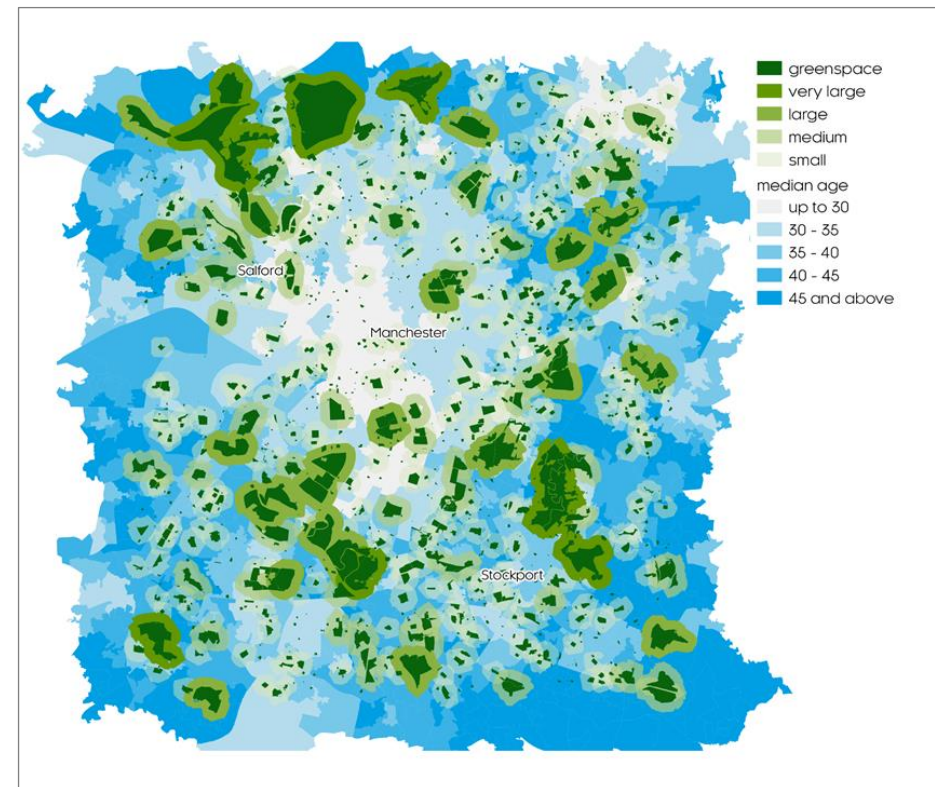 greenspace
very large
large
medium
small
median age
up to 30
30 - 35
35 - 40
40 - 45
45 and above
Salford
Manchester
Stockport